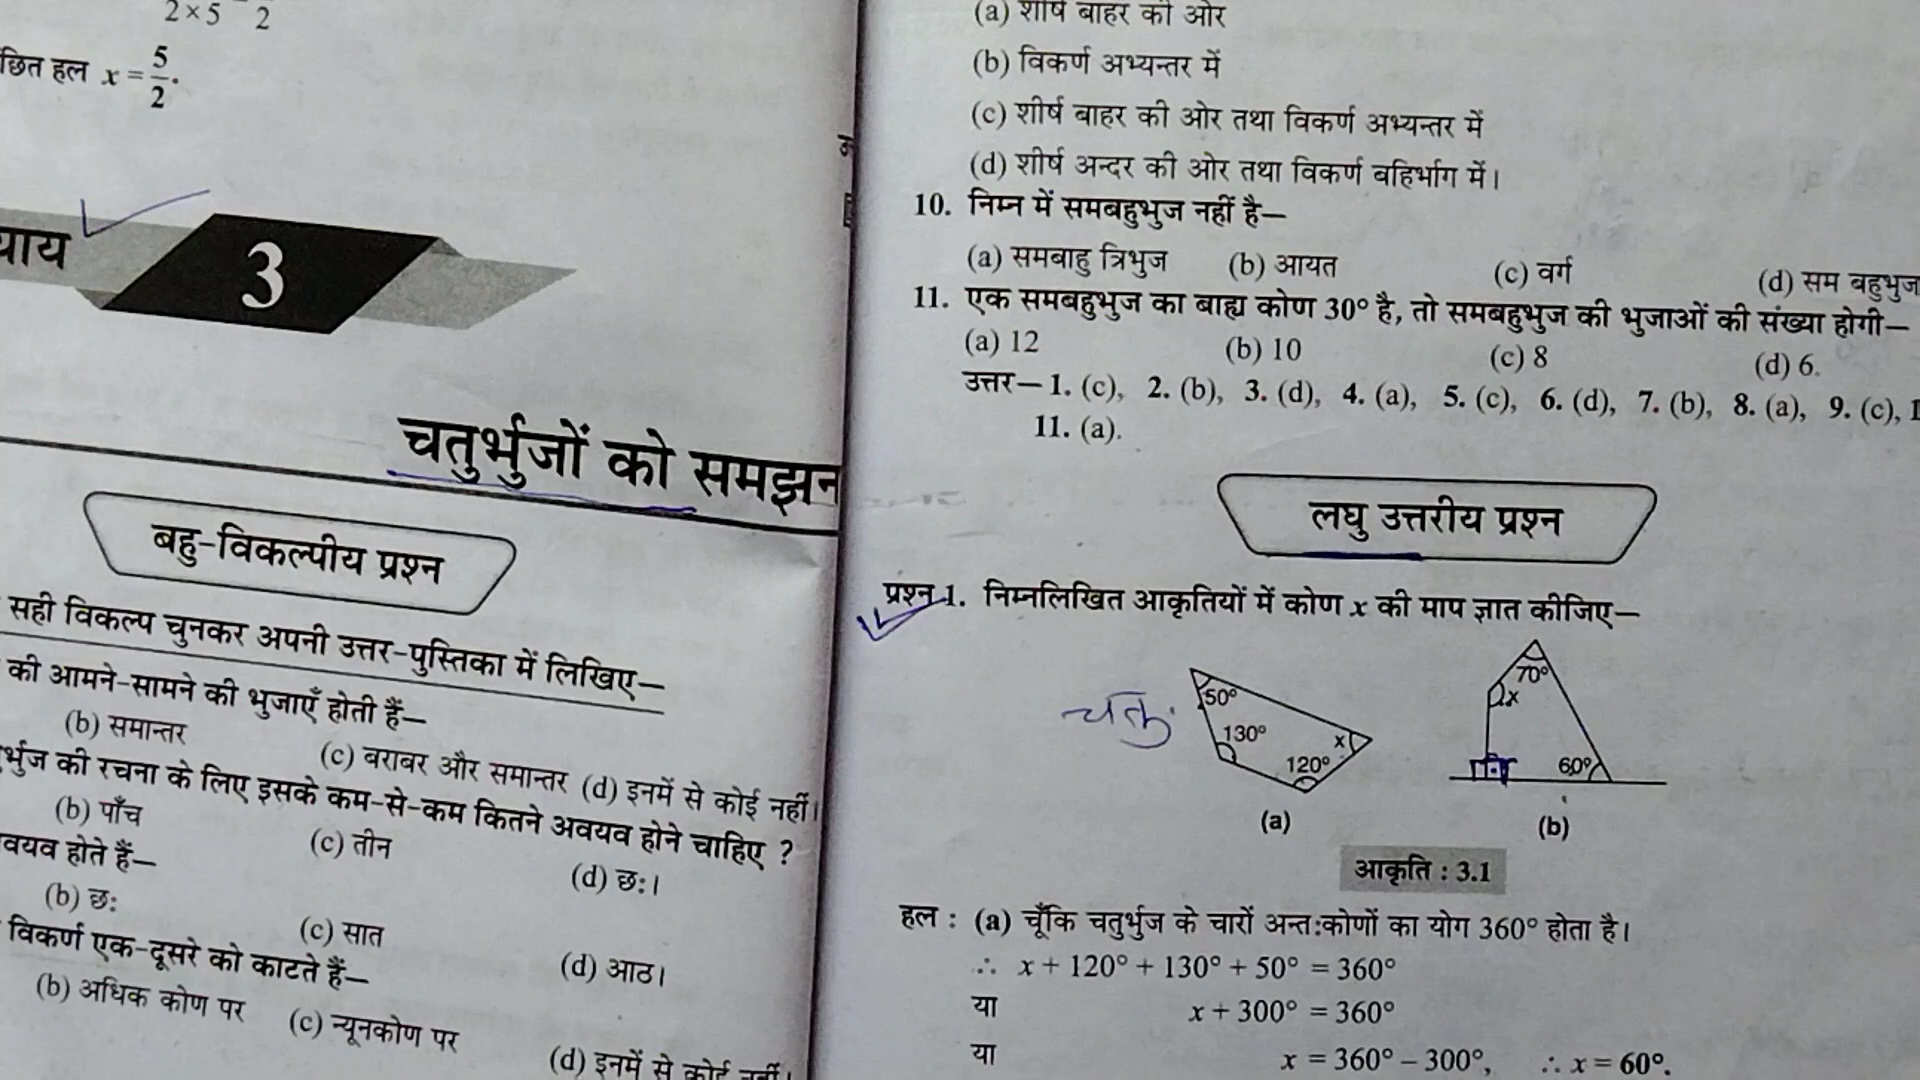 2×5 2
छित हल x = 5/2.
याय 3
चतुर्भुजों को समझन
बहु-विकल्पीय प्रश्न
सही विकल्प चुनकर अपनी उत्तर-पुस्तिका में लिखिए—
की आमने-सामने की भुजाएँ होती हैं—
(b) समान्तर (c) बराबर और समान्तर (d) इनमें से कोई नहीं।
र्भुज की रचना के लिए इसके कम-से-कम कितने अवयव होने चाहिए ?
(b) पाँच (c) तीन (d) छः।
वयव होते हैं—
(b) छः (c) सात (d) आठ।
विकर्ण एक-दूसरे को काटते हैं—
(b) अधिक कोण पर (c) न्यूनकोण पर (d) इनमें से कोई नहीं।
(a) शीर्ष बाहर की ओर
(b) विकर्ण अभ्यन्तर में
(c) शीर्ष बाहर की ओर तथा विकर्ण अभ्यन्तर में
(d) शीर्ष अन्दर की ओर तथा विकर्ण बहिर्भाग में।
10. निम्न में समबहुभुज नहीं है—
(a) समबाहु त्रिभुज (b) आयत (c) वर्ग (d) सम बहुभुज
11. एक समबहुभुज का बाह्य कोण 30° है, तो समबहुभुज की भुजाओं की संख्या होगी—
(a) 12 (b) 10 (c) 8 (d) 6.
उत्तर— 1. (c), 2. (b), 3. (d), 4. (a), 5. (c), 6. (d), 7. (b), 8. (a), 9. (c), 1
11. (a).
लघु उत्तरीय प्रश्न
प्रश्न 1. निम्नलिखित आकृतियों में कोण x की माप ज्ञात कीजिए—
50° 130° 120° x
70° x 60°
(a) (b)
आकृति : 3.1
हल : (a) चूँकि चतुर्भुज के चारों अन्त:कोणों का योग 360° होता है।
∴ x + 120° + 130° + 50° = 360°
या x + 300° = 360°
या x = 360° – 300°, ∴ x = 60°.